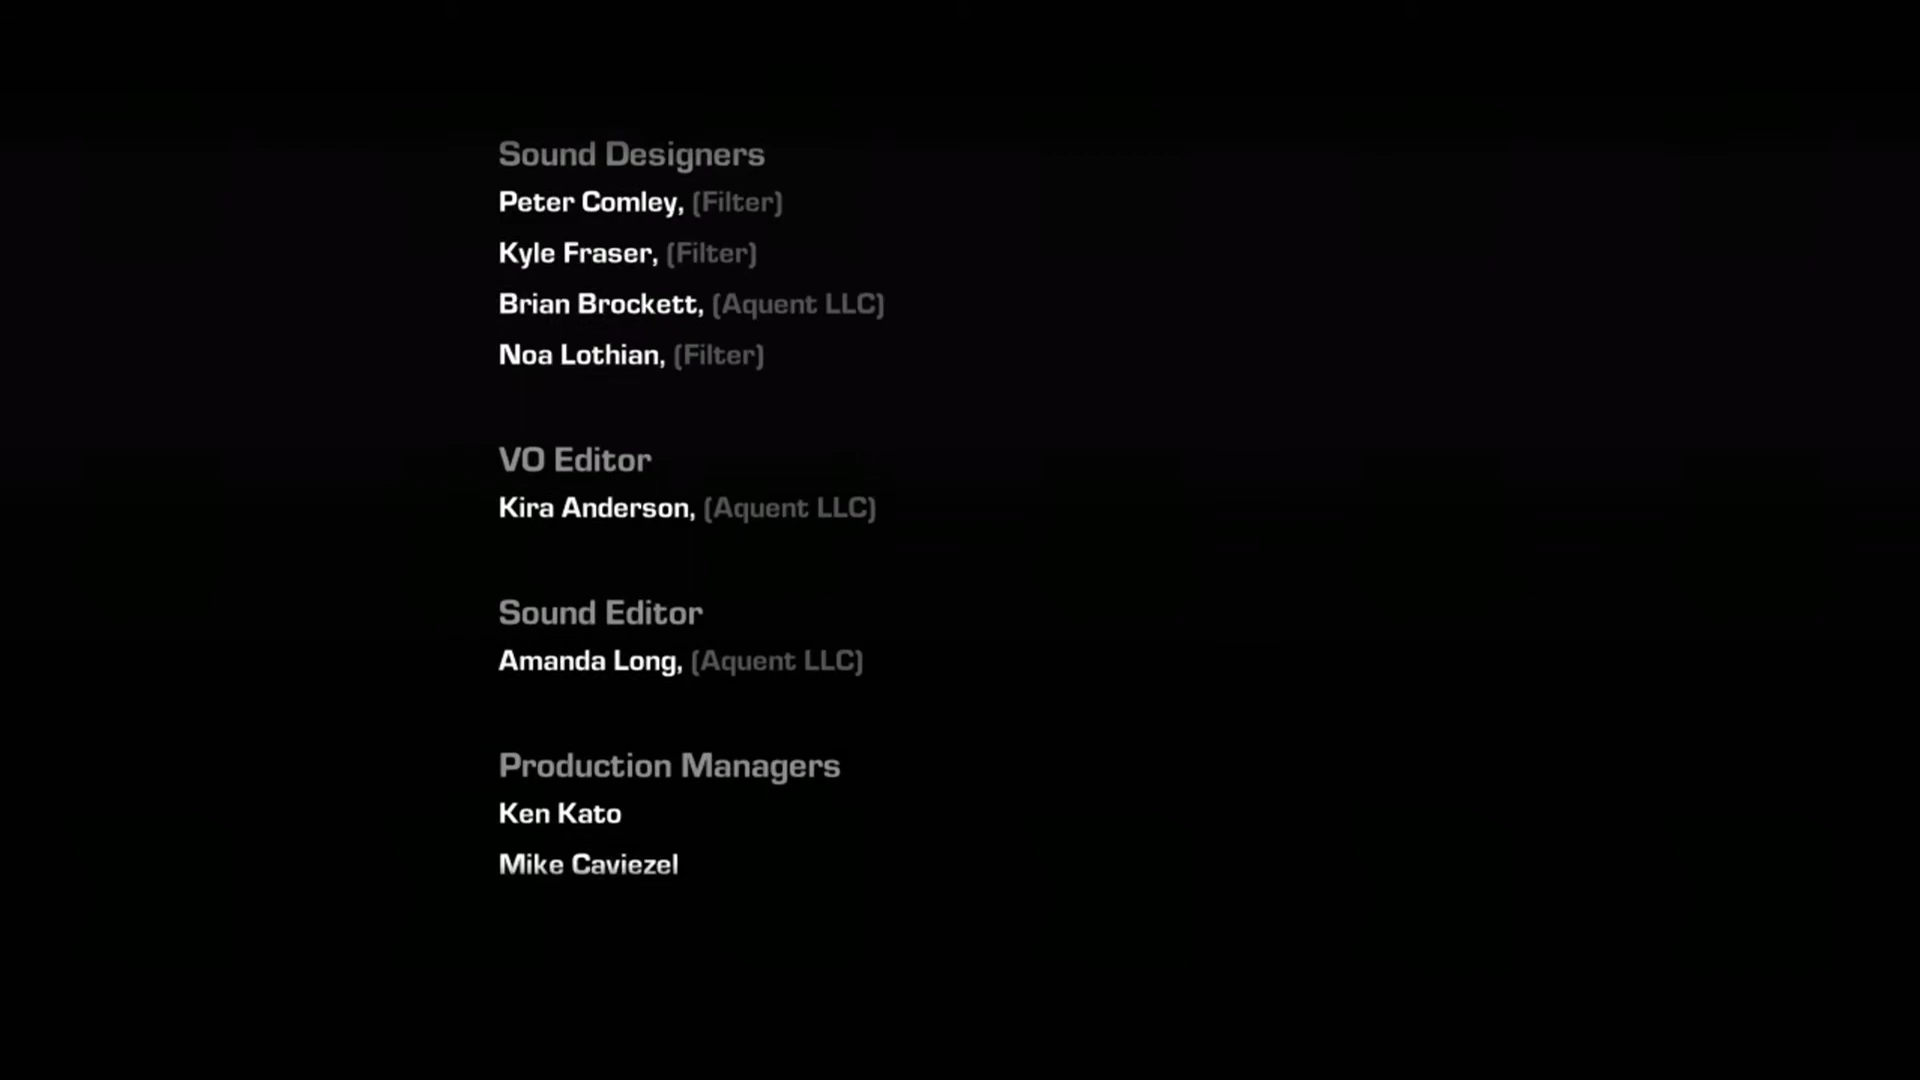 Sound Designers
Peter Comley, (Filter)
Kyle Fraser, (Filter)
Brian Brockett, (Aquent LLC)
Noa Lothian, (Filter)
VO Editor
Kira Anderson, (Aquent LLC)
Sound Editor
Amanda Long, (Aquent LLC)
Production Managers
Ken Kato
Mike Caviezel